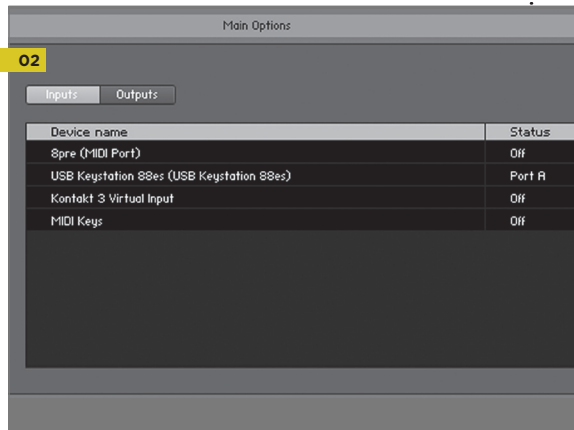 Main Options
02
Inputs Outputs
Device name Status
8pre (MIDI Port) Off
USB Keystation 88es (USB Keystation 88es) Port A
Kontakt 3 Virtual Input Off
MIDI Keys Off